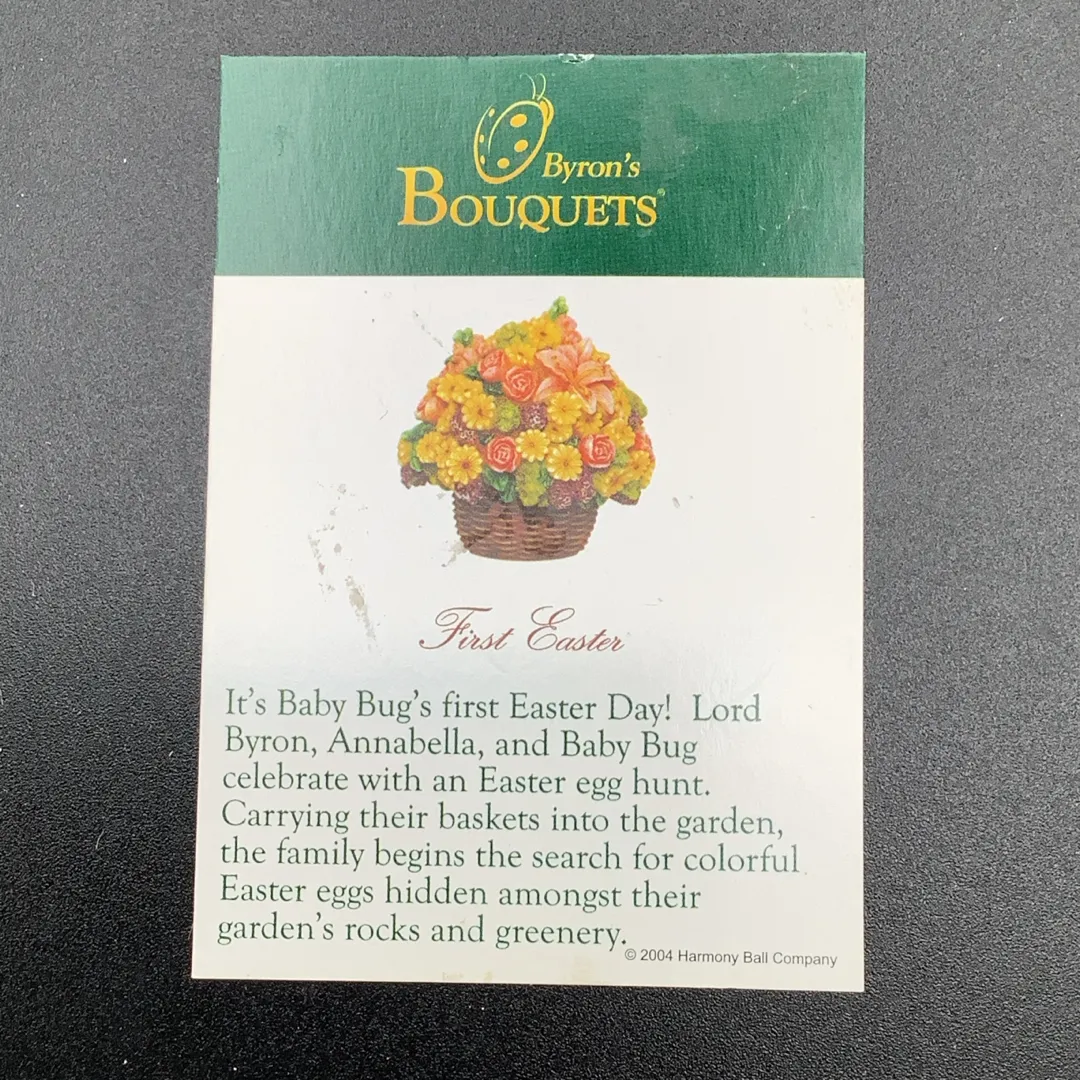 Byron's
BOUQUETS®
First Easter
It's Baby Bug's first Easter Day! Lord
Byron, Annabella, and Baby Bug
celebrate with an Easter egg hunt.
Carrying their baskets into the garden,
the family begins the search for colorful
Easter eggs hidden amongst their
garden's rocks and greenery.
© 2004 Harmony Ball Company